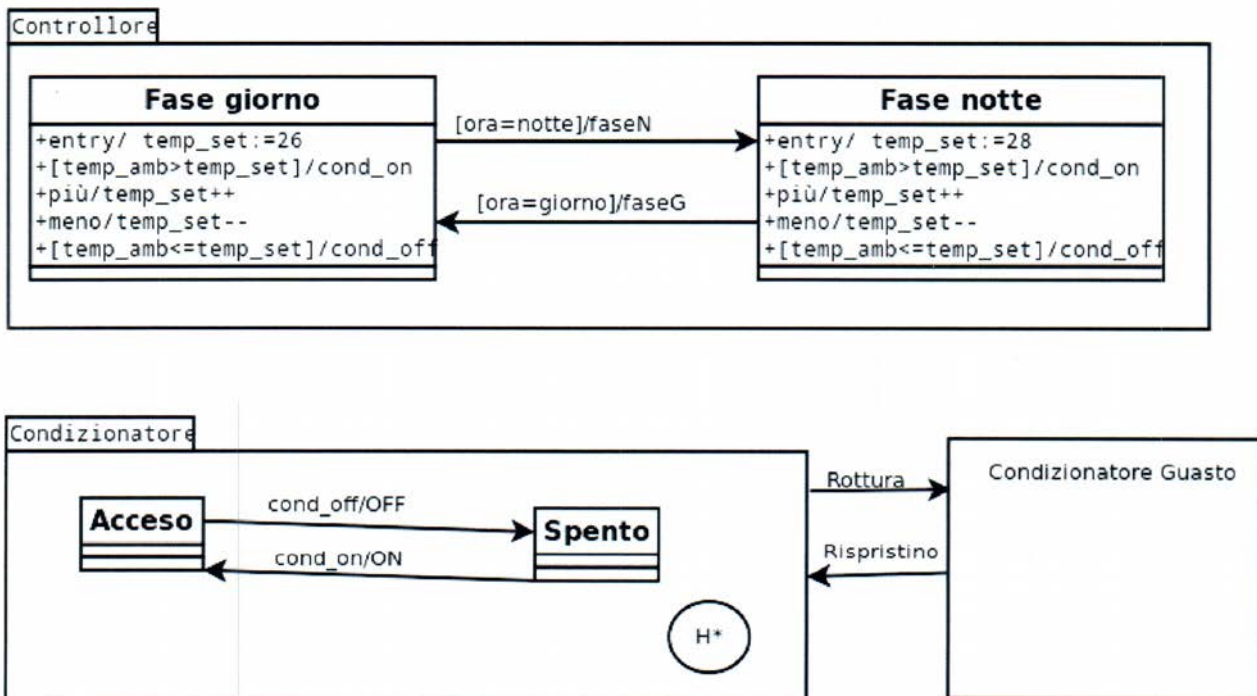 Controllore
Fase giorno
+entry/ temp_set:=26
+[temp_amb>temp_set]/cond_on
+più/temp_set++
+meno/temp_set--
+[temp_amb<=temp_set]/cond_off
[ora=notte]/faseN
[ora=giorno]/faseG
Fase notte
+entry/ temp_set:=28
+[temp_amb>temp_set]/cond_on
+più/temp_set++
+meno/temp_set--
+[temp_amb<=temp_set]/cond_off
Condizionatore
Acceso
cond_off/OFF
cond_on/ON
Spento
H*
Rottura
Rispristino
Condizionatore Guasto